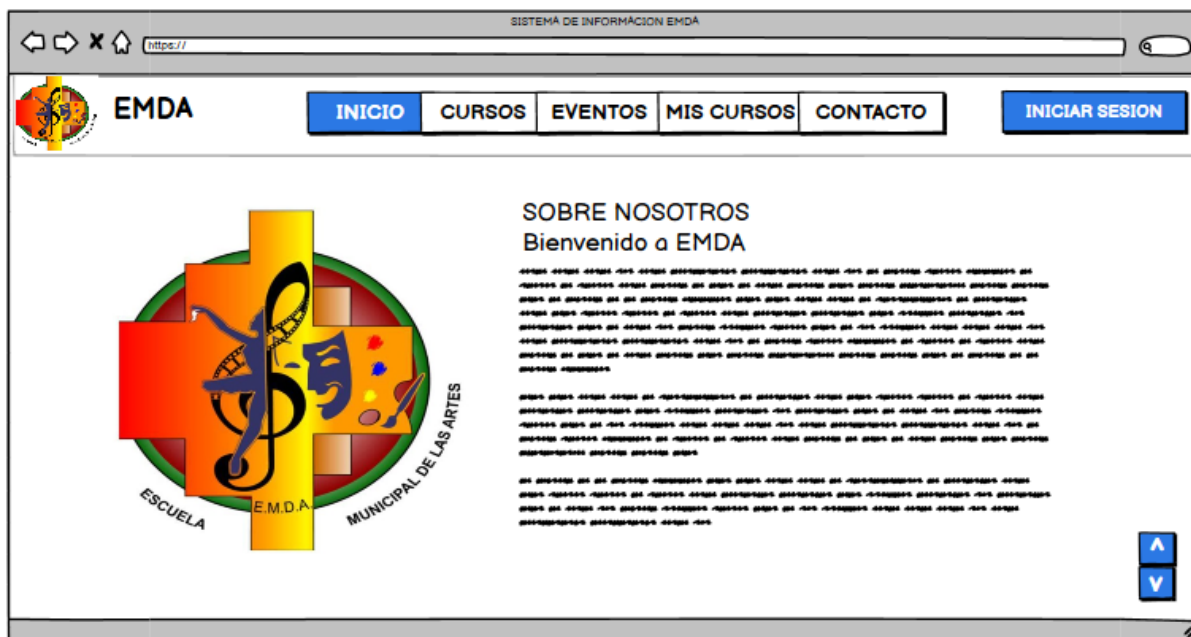 SISTEMA DE INFORMACION EMDA
https://
EMDA
INICIO CURSOS EVENTOS MIS CURSOS CONTACTO
INICIAR SESION
SOBRE NOSOTROS
Bienvenido a EMDA
E.M.D.A.
ESCUELA
MUNICIPAL DE LAS ARTES